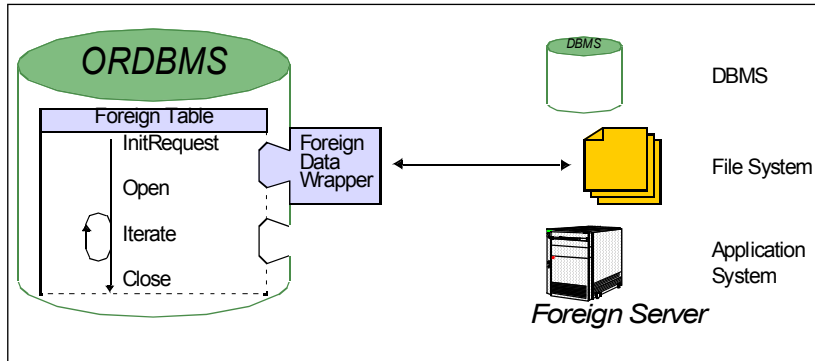 ORDBMS
Foreign Table
InitRequest
Open
Iterate
Close
Foreign
Data
Wrapper
DBMS
DBMS
File System
Application
System
Foreign Server